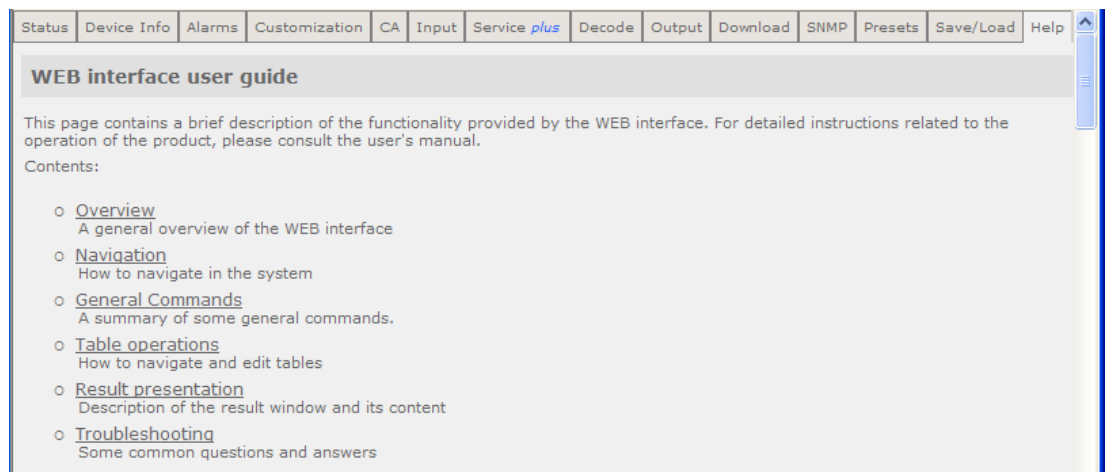 Status Device Info Alarms Customization CA Input Service plus Decode Output Download SNMP Presets Save/Load Help
WEB interface user guide
This page contains a brief description of the functionality provided by the WEB interface. For detailed instructions related to the
operation of the product, please consult the user's manual.
Contents:
o Overview
A general overview of the WEB interface
o Navigation
How to navigate in the system
o General Commands
A summary of some general commands.
o Table operations
How to navigate and edit tables
o Result presentation
Description of the result window and its content
o Troubleshooting
Some common questions and answers